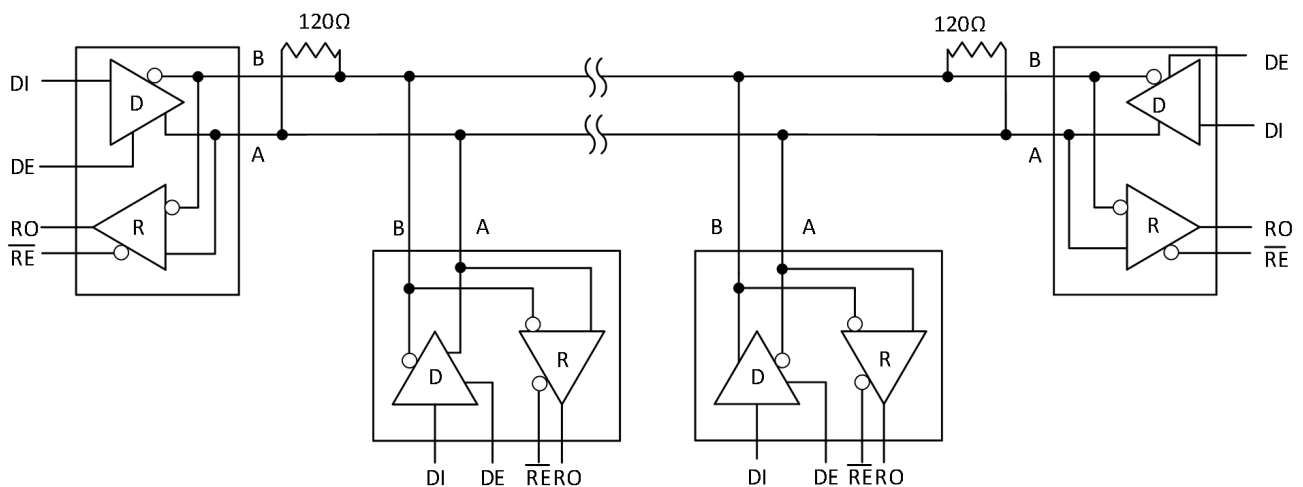 120Ω 120Ω
B B DE
DI D D
DI
DE A A
R R
RO RO
RE RE
B A B A
D R D R
DI DE RE RO DI DE RE RO